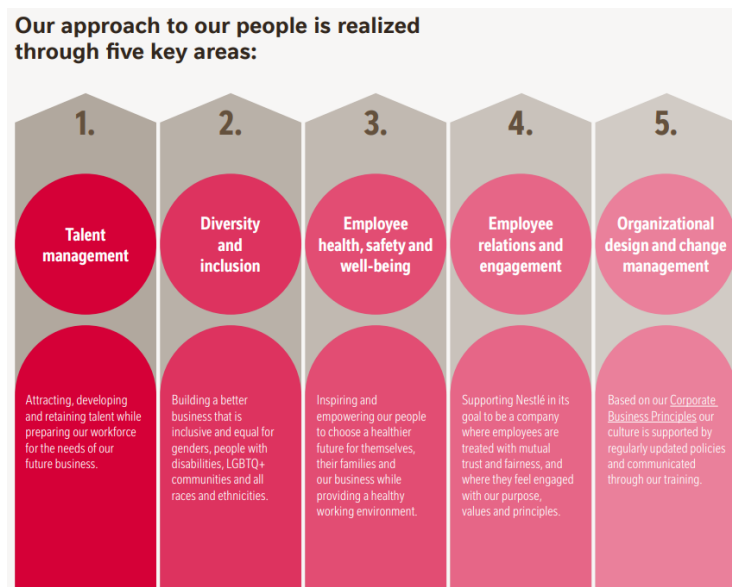 Our approach to our people is realized
through five key areas:
1.
Talent
management
Attracting, developing
and retaining talent while
preparing our workforce
for the needs of our
future business.
2.
Diversity
and
inclusion
Building a better
business that is
inclusive and equal for
genders, people with
disabilities, LGBTQ+
communities and all
races and ethnicities.
3.
Employee
health, safety and
well-being
Inspiring and
empowering our people
to choose a healthier
future for themselves,
their families and
our business while
providing a healthy
working environment.
4.
Employee
relations and
engagement
Supporting Nestlé in its
goal to be a company
where employees are
treated with mutual
trust and fairness, and
where they feel engaged
with our purpose,
values and principles.
5.
Organizational
design and change
management
Based on our Corporate
Business Principles our
culture is supported by
regularly updated policies
and communicated
through our training.